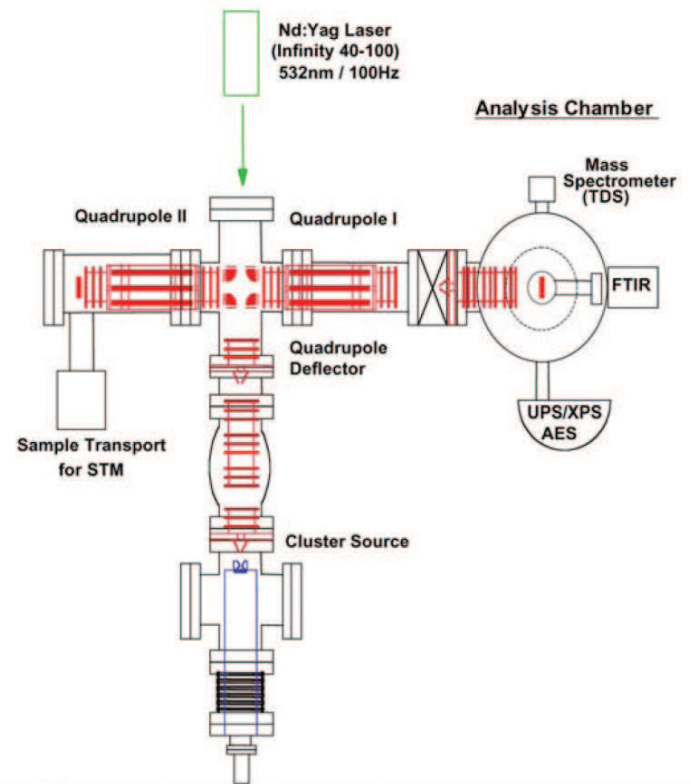 Nd:Yag Laser
(Infinity 40-100)
532nm / 100Hz
Analysis Chamber
Mass
Spectrometer
(TDS)
Quadrupole II
Quadrupole I
FTIR
Quadrupole
Deflector
UPS/XPS
AES
Sample Transport
for STM
Cluster Source